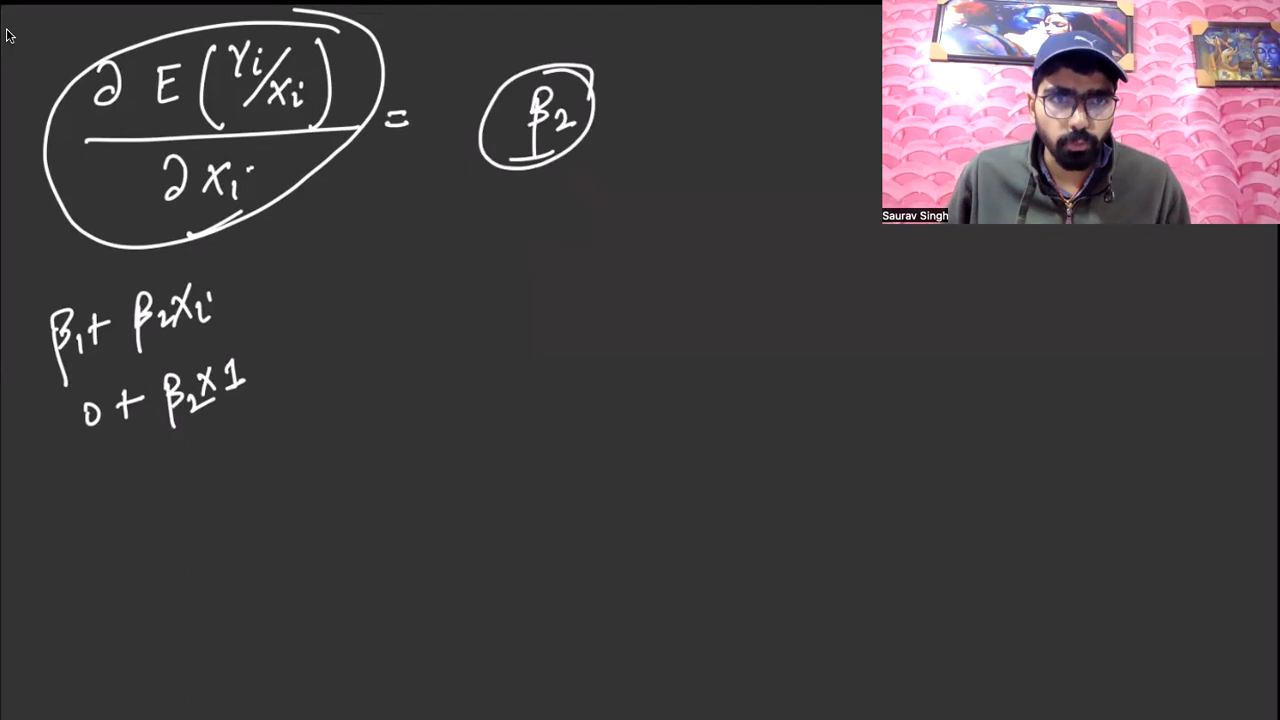 ∂ E (Yi/Xi)
∂ Xi
= β2
β1 + β2Xi
0 + β2 × 1
Saurav Singh